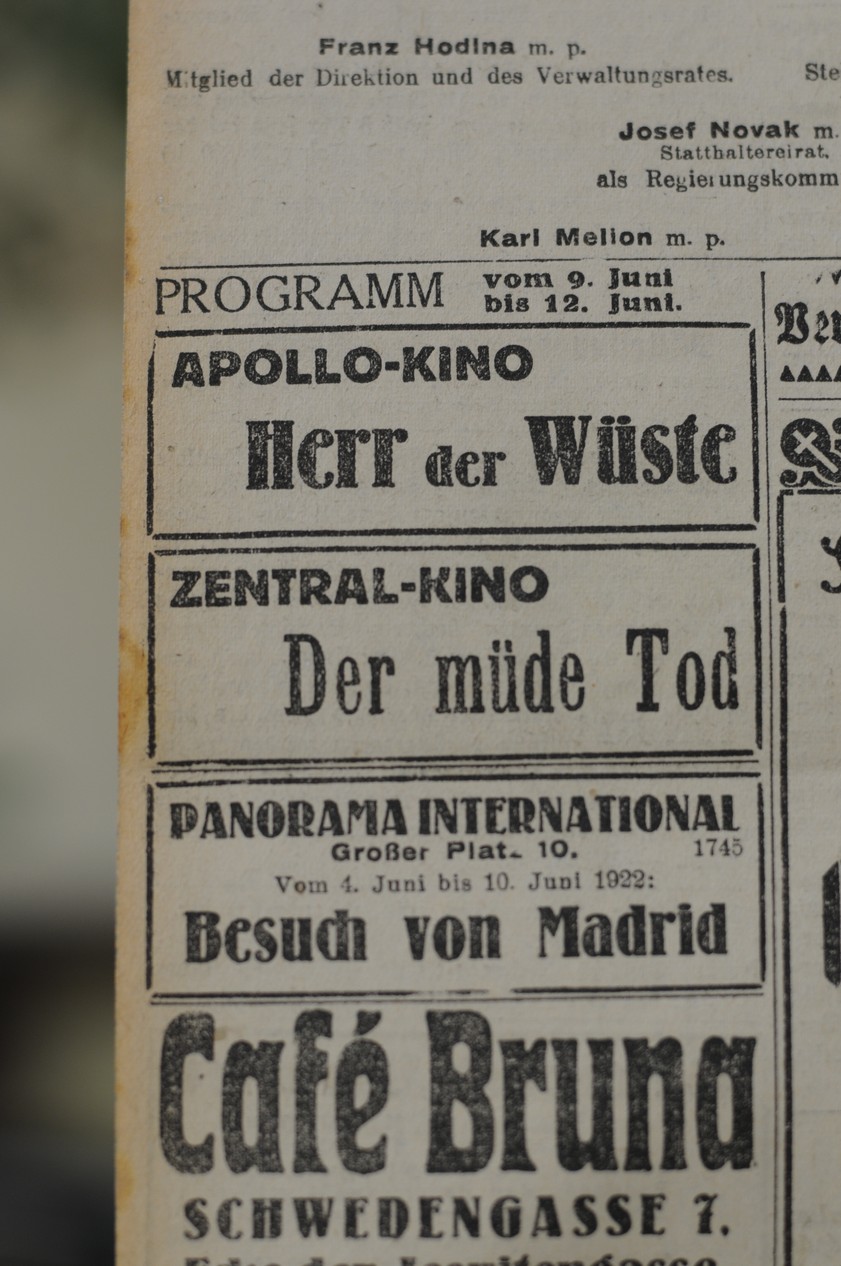 Franz Hodina m. p.
Mitglied der Direktion und des Verwaltungsrates.
Ste
Josef Novak m.
Statthaltereirat.
als Regierungskomm
Karl Melion m. p.
PROGRAMM vom 9. Juni
bis 12. Juni.
APOLLO-KINO
Herr der Wüste
ZENTRAL-KINO
Der müde Tod
PANORAMA INTERNATIONAL
Großer Platz 10. 1745
Vom 4. Juni bis 10. Juni 1922:
Besuch von Madrid
Café Bruna
SCHWEDENGASSE 7.